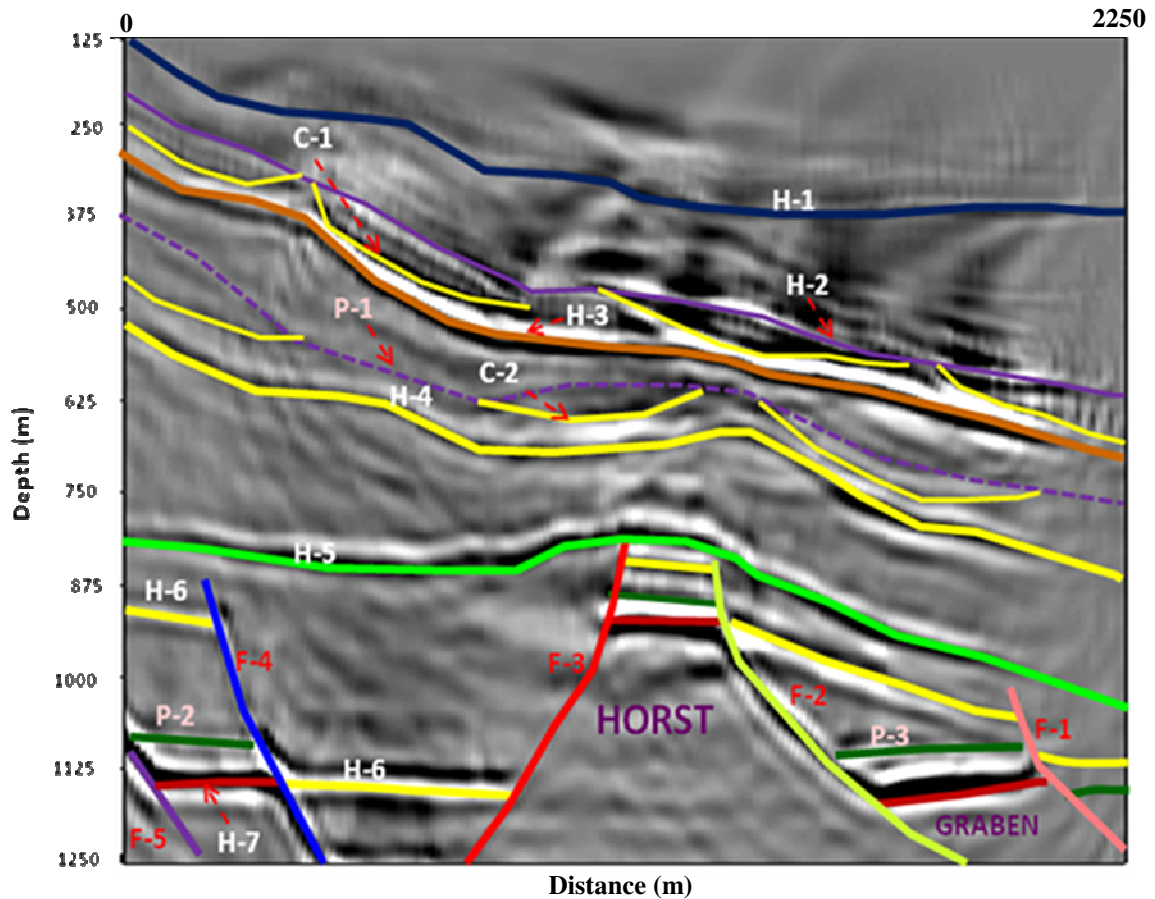 0
2250
125
250
375
500
625
750
875
1000
1125
1250
Depth (m)
C-1
H-1
H-2
P-1
H-3
C-2
H-4
H-5
H-6
F-4
F-3
F-2
HORST
P-2
P-3
F-1
H-6
F-5
H-7
GRABEN
Distance (m)